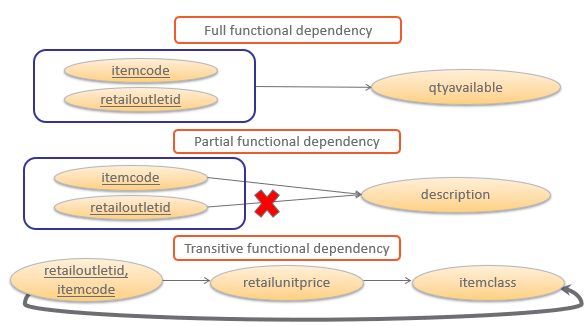 Full functional dependency
itemcode
retailoutletid
qtyavailable
Partial functional dependency
itemcode
retailoutletid
description
Transitive functional dependency
retailoutletid,
itemcode
retailunitprice
itemclass